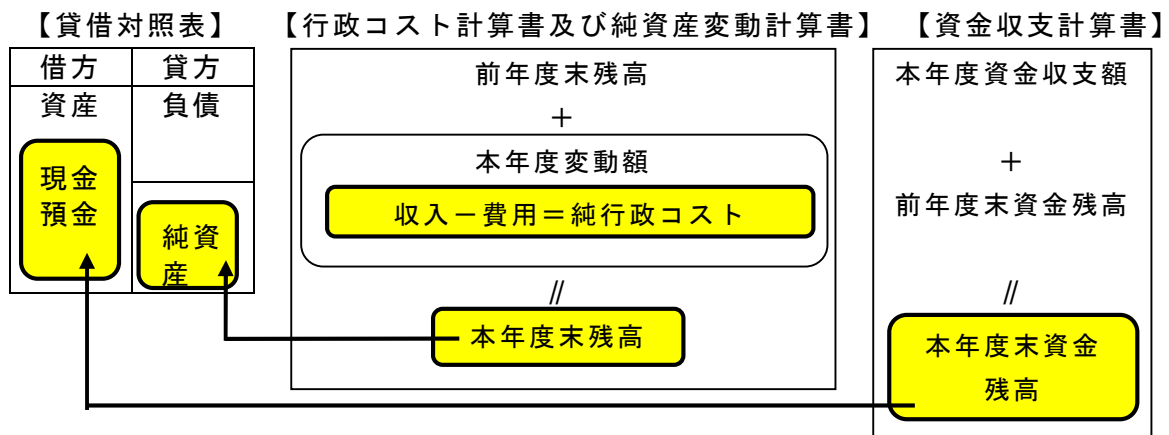 【貸借対照表】
借方 貸方
資産 負債
現金
預金
純資
産
【行政コスト計算書及び純資産変動計算書】
前年度末残高
＋
本年度変動額
収入－費用＝純行政コスト
//
本年度末残高
【資金収支計算書】
本年度資金収支額
＋
前年度末資金残高
//
本年度末資金
残高